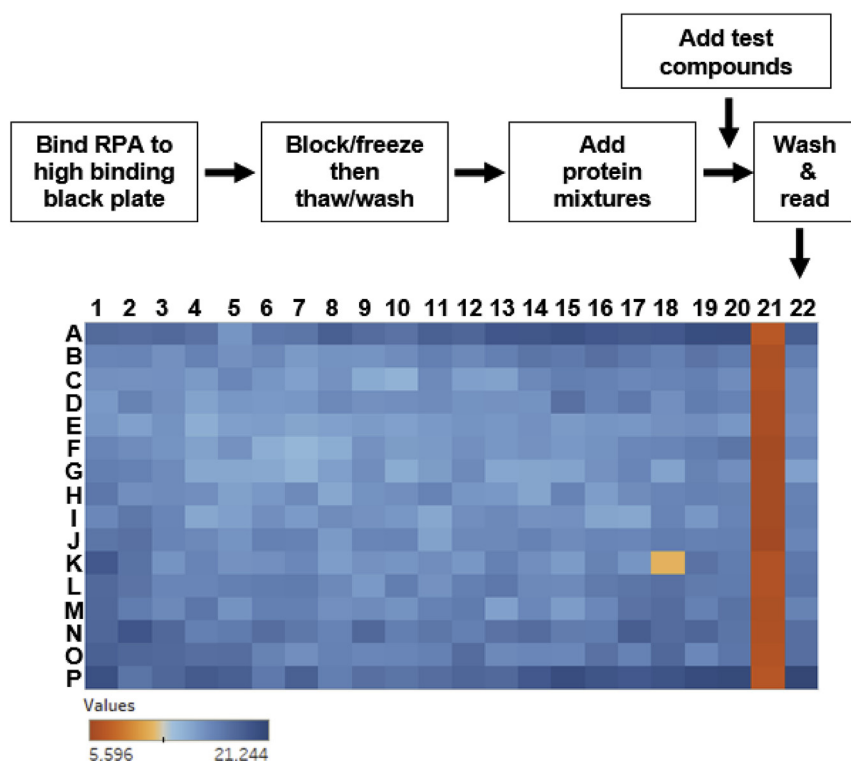 Add test
compounds
Bind RPA to
high binding
black plate
Block/freeze
then
thaw/wash
Add
protein
mixtures
Wash
&
read
1 2 3 4 5 6 7 8 9 10 11 12 13 14 15 16 17 18 19 20 21 22
A
B
C
D
E
F
G
H
I
J
K
L
M
N
O
P
Values
5.596 21.244